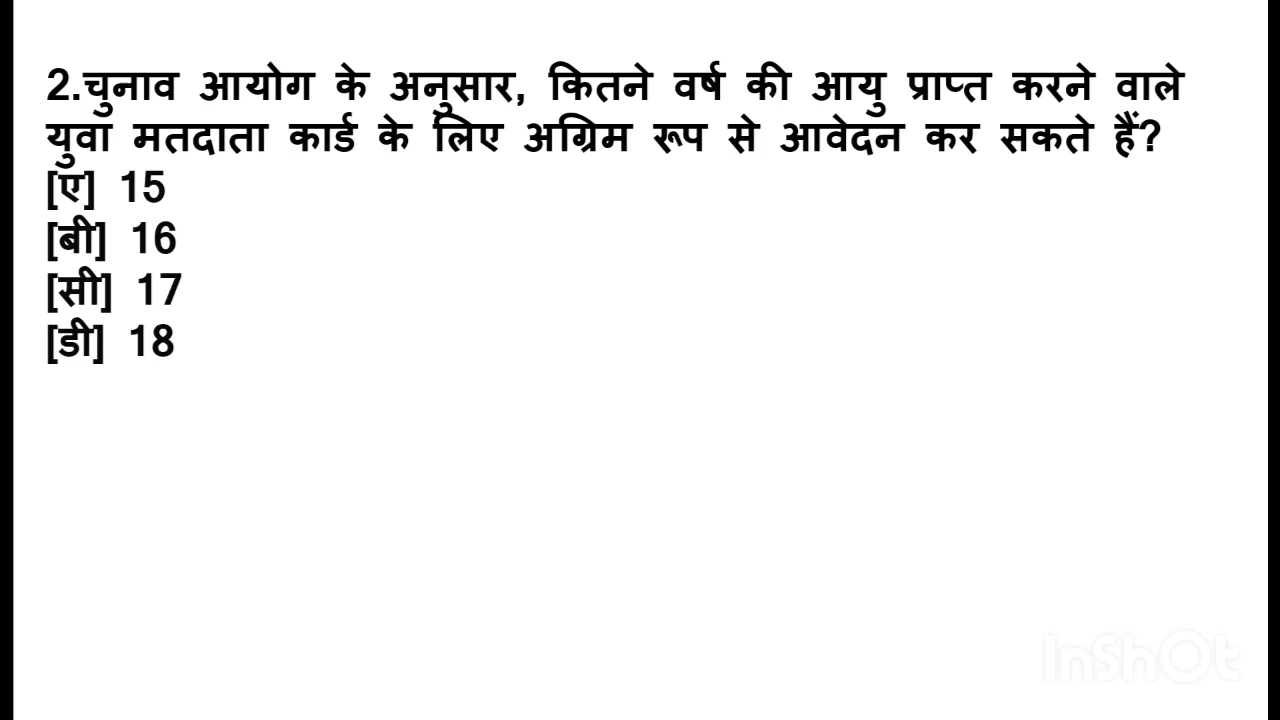 2.चुनाव आयोग के अनुसार, कितने वर्ष की आयु प्राप्त करने वाले
युवा मतदाता कार्ड के लिए अग्रिम रूप से आवेदन कर सकते हैं?
[ए] 15
[बी] 16
[सी] 17
[डी] 18
InShOt